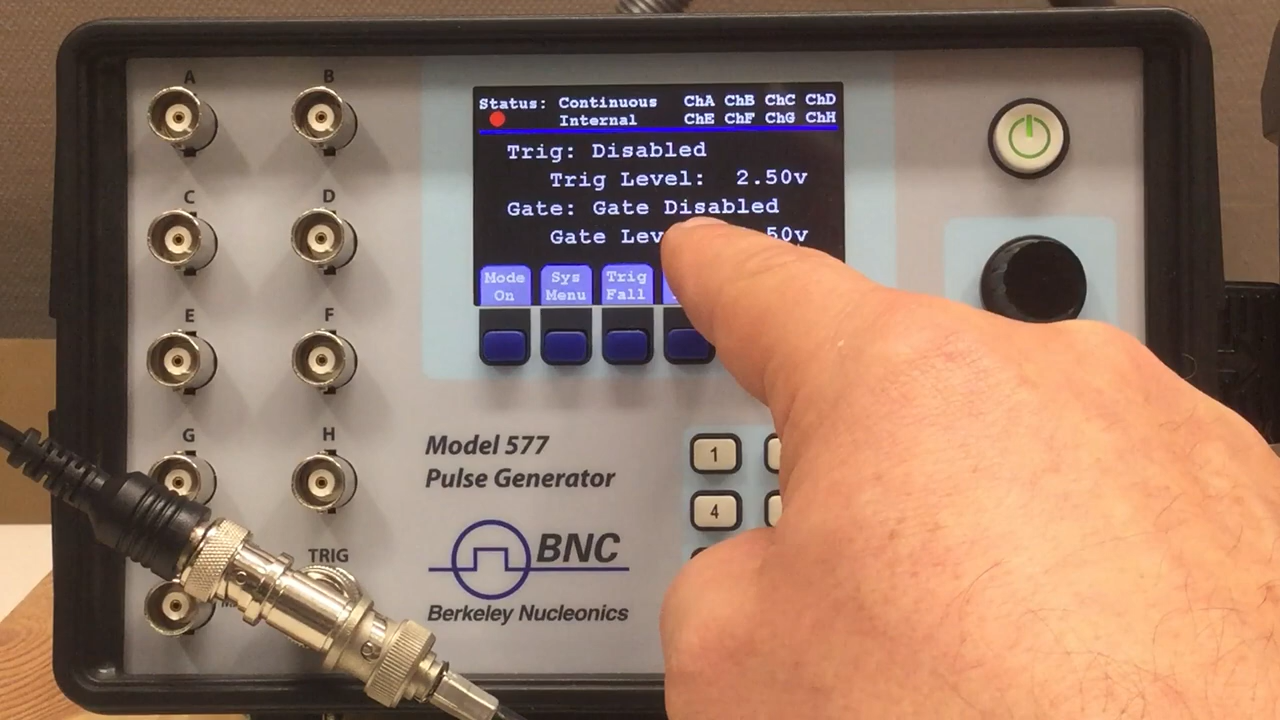 A B
C D
E F
G H
TRIG
Status: Continuous ChA ChB ChC ChD
Internal ChE ChF ChG ChH
Trig: Disabled
Trig Level: 2.50v
Gate: Gate Disabled
Gate 50v
Mode On
Sys Menu
Trig Fall
Model 577
Pulse Generator
BNC
Berkeley Nucleonics
1
4